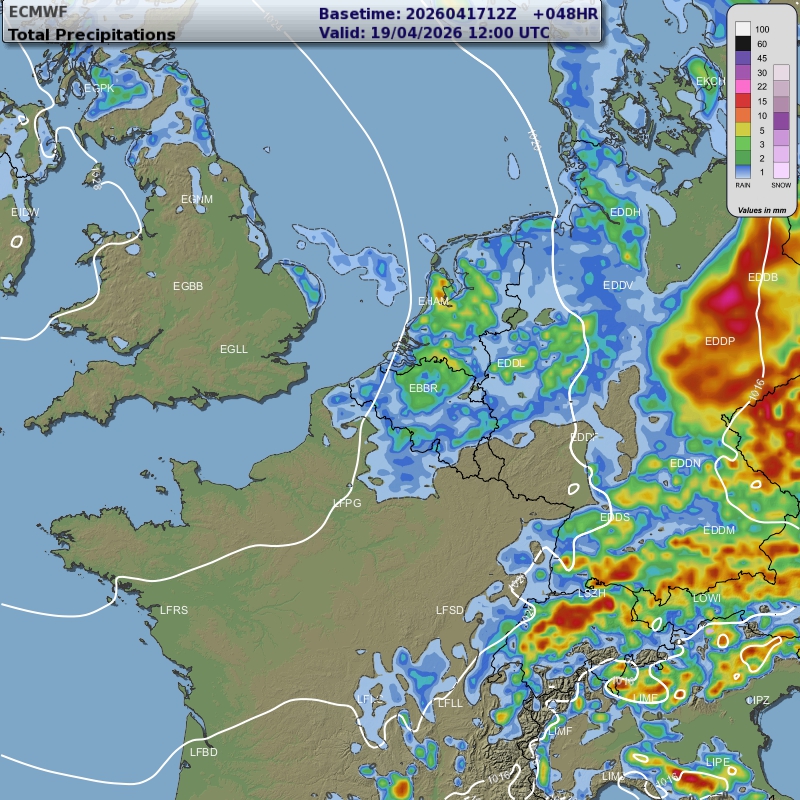 ECMWF
Total Precipitations
Basetime: 2026041712Z +048HR
Valid: 19/04/2026 12:00 UTC
100
60
45
30
22
15
10
5
3
2
1
RAIN SNOW
Values in mm
EGPK
EKCH
EIDW
EGNM
EDDH
EGBB
EHAM
EDDV
EDDB
EGLL
EDDP
EDDL
EBBR
1016
EDDF
EDDN
LFPG
EDDS
EDDM
LFRS
LFSD
LSZH
LOWI
LFLL
LIME
LIPZ
LFBD
LIMF
LIPE
1016
1016